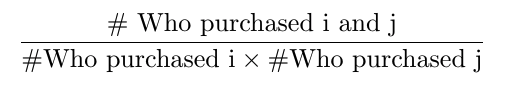 # Who purchased i and j
#Who purchased i × #Who purchased j